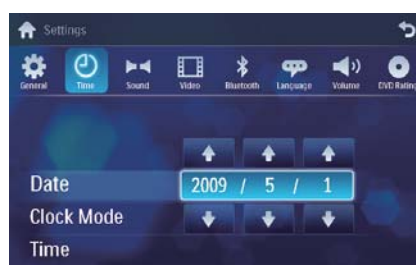 Settings
General Time Sound Video Bluetooth Language Volume DVD Rating
Date 2009 / 5 / 1
Clock Mode
Time